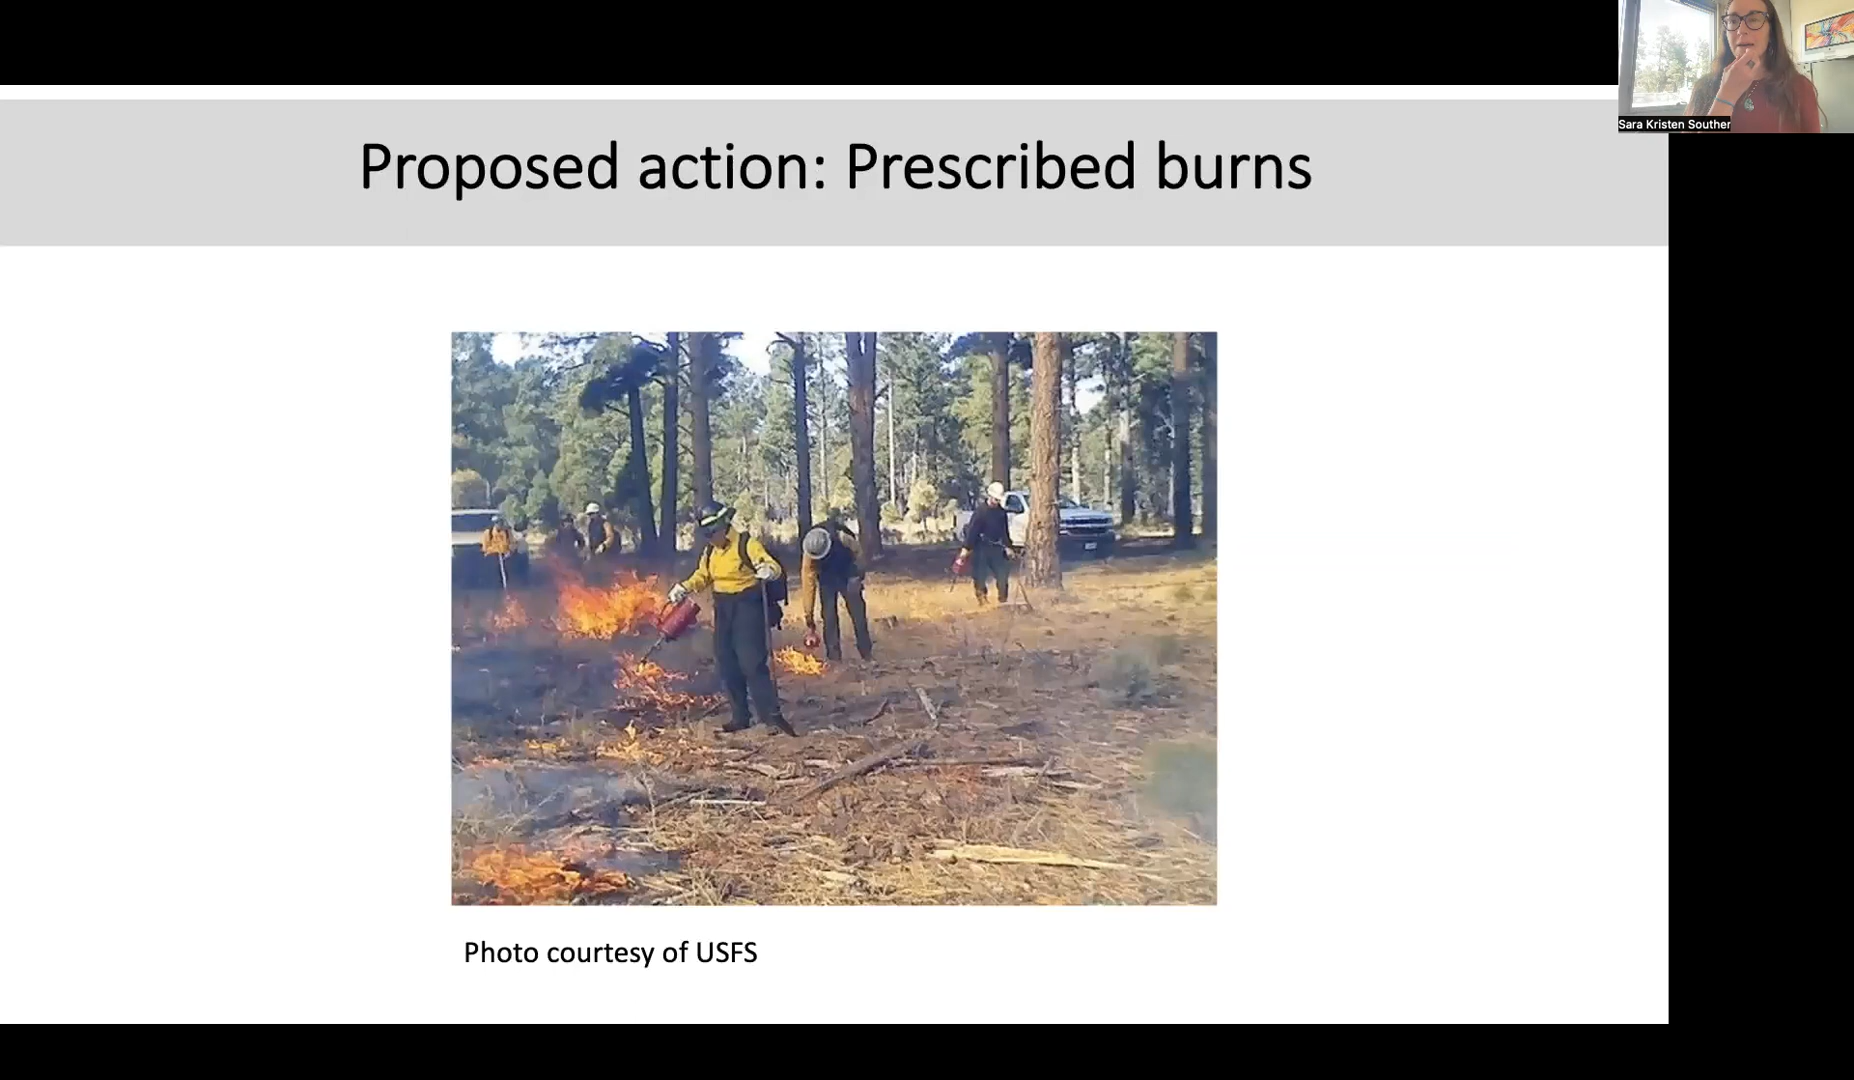 Sara Kristen Souther
Proposed action: Prescribed burns
Photo courtesy of USFS